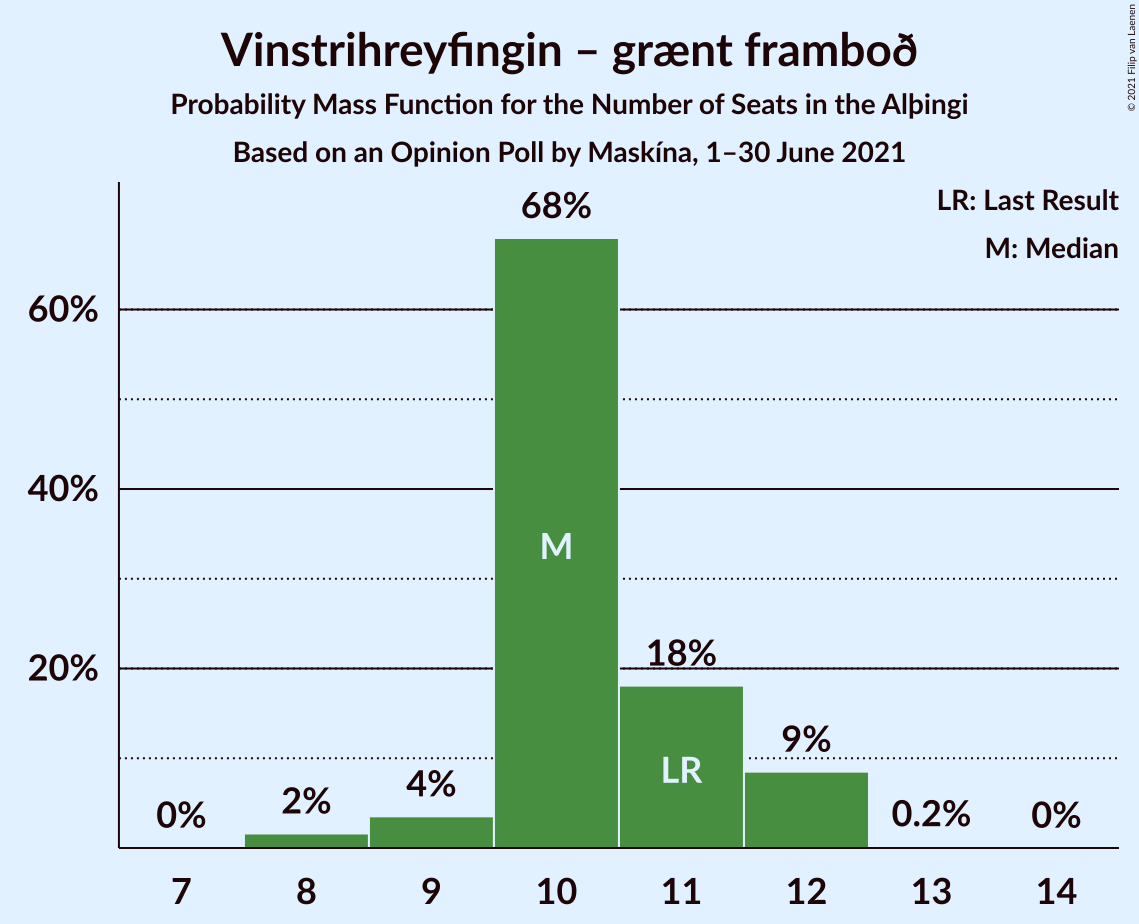 Vinstrihreyfingin – grænt framboð
Probability Mass Function for the Number of Seats in the Alþingi
Based on an Opinion Poll by Maskína, 1–30 June 2021
© 2021 Filip van Laenen
LR: Last Result
M: Median
60%
40%
20%
0%
2%
4%
68%
18%
9%
0.2%
0%
M
LR
7 8 9 10 11 12 13 14